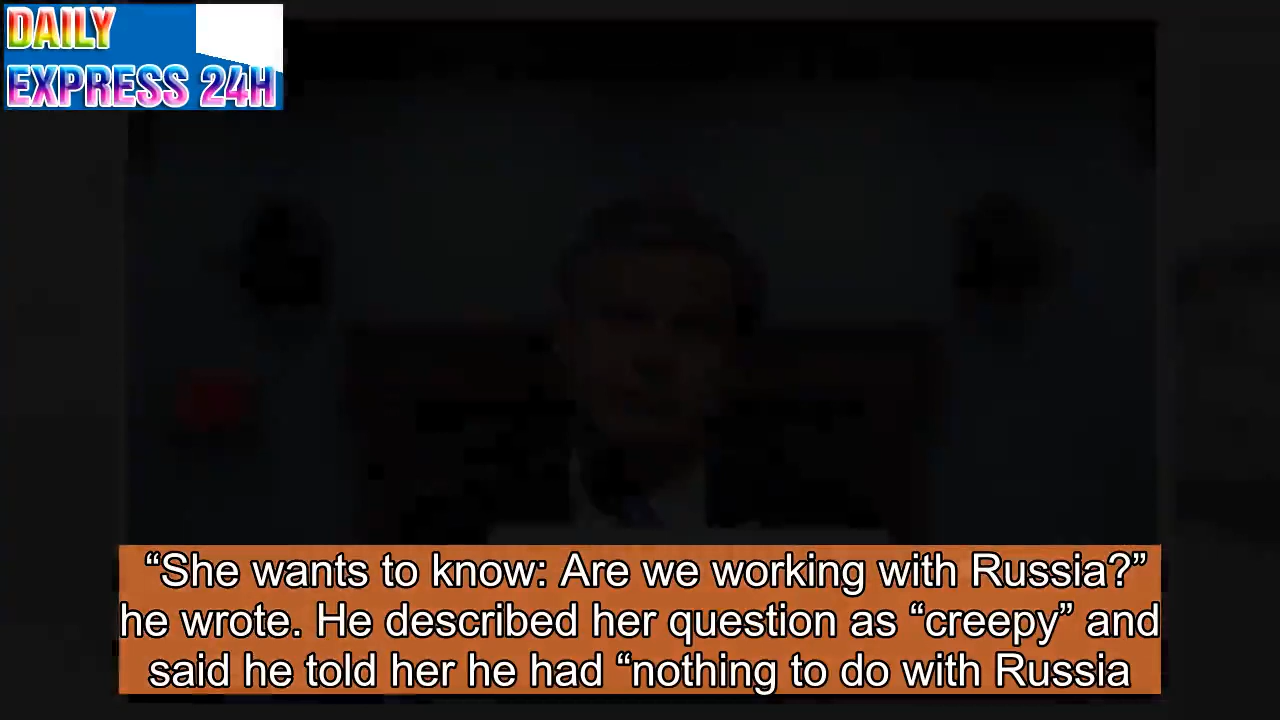 DAILY
EXPRESS 24H
“She wants to know: Are we working with Russia?”
he wrote. He described her question as “creepy” and
said he told her he had “nothing to do with Russia